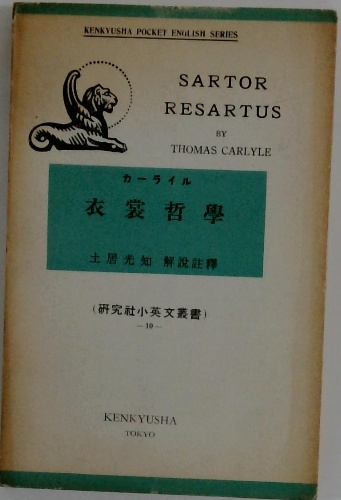 KENKYUSHA POCKET ENGLISH SERIES
SARTOR
RESARTUS
BY
THOMAS CARLYLE
カーライル
衣裳哲學
土居光知 解說註釋
(研究社小英文叢書)
—10—
KENKYUSHA
TOKYO